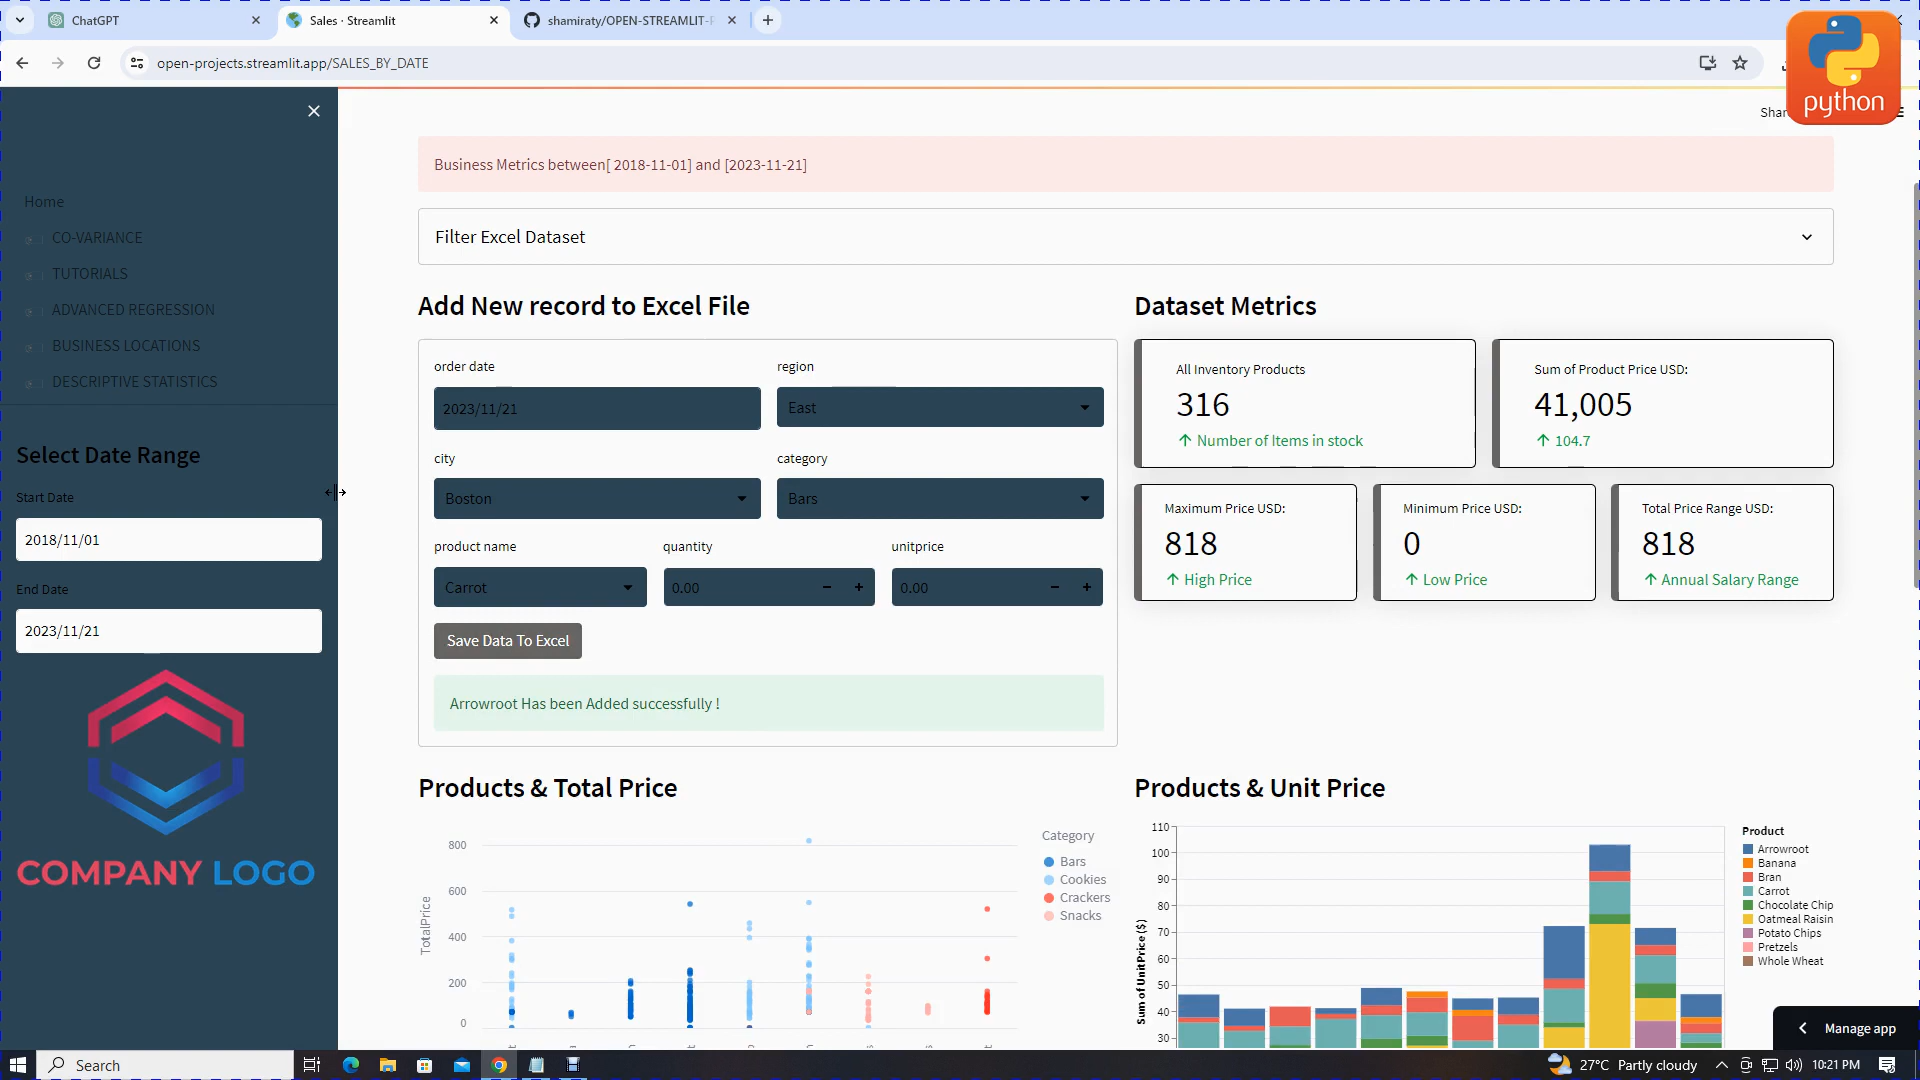 ChatGPT
Sales · Streamlit
shamiraty/OPEN-STREAMLIT-P
open-projects.streamlit.app/SALES_BY_DATE
python
Shar
Home
CO-VARIANCE
TUTORIALS
ADVANCED REGRESSION
BUSINESS LOCATIONS
DESCRIPTIVE STATISTICS
Select Date Range
Start Date
2018/11/01
End Date
2023/11/21
COMPANY LOGO
Business Metrics between[ 2018-11-01] and [2023-11-21]
Filter Excel Dataset
Add New record to Excel File
order date
region
2023/11/21
East
city
category
Boston
Bars
product name
quantity
unitprice
Carrot
0.00
0.00
Save Data To Excel
Arrowroot Has been Added successfully !
Dataset Metrics
All Inventory Products
316
Number of Items in stock
Sum of Product Price USD:
41,005
104.7
Maximum Price USD:
818
High Price
Minimum Price USD:
0
Low Price
Total Price Range USD:
818
Annual Salary Range
Products & Total Price
TotalPrice
800
600
400
200
0
Category
Bars
Cookies
Crackers
Snacks
Products & Unit Price
Sum of UnitPrice ($)
110
100
90
80
70
60
50
40
30
Product
Arrowroot
Banana
Bran
Carrot
Chocolate Chip
Oatmeal Raisin
Potato Chips
Pretzels
Whole Wheat
Manage app
Search
27°C Partly cloudy
10:21 PM